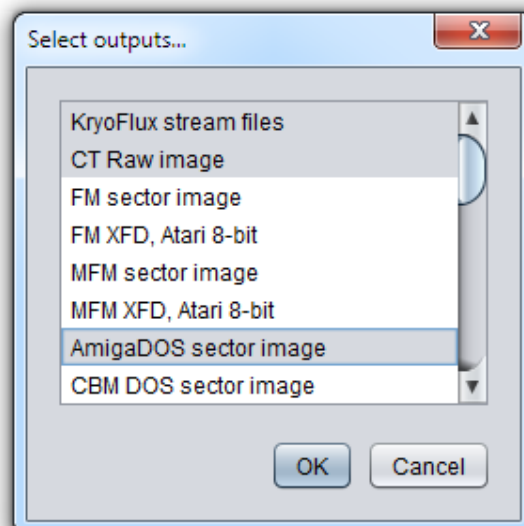 Select outputs...
KryoFlux stream files
CT Raw image
FM sector image
FM XFD, Atari 8-bit
MFM sector image
MFM XFD, Atari 8-bit
AmigaDOS sector image
CBM DOS sector image
OK Cancel